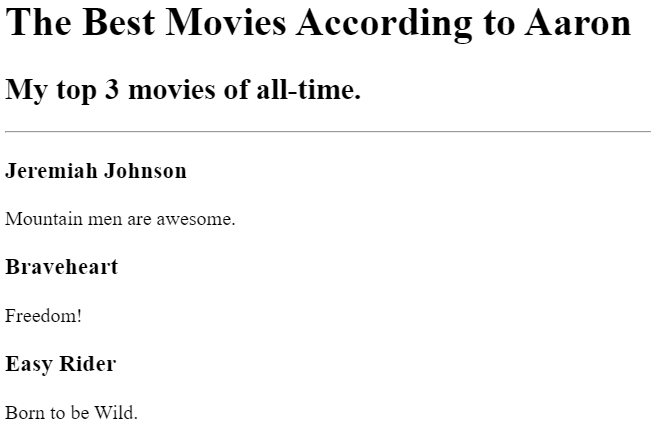 The Best Movies According to Aaron
My top 3 movies of all-time.
Jeremiah Johnson
Mountain men are awesome.
Braveheart
Freedom!
Easy Rider
Born to be Wild.